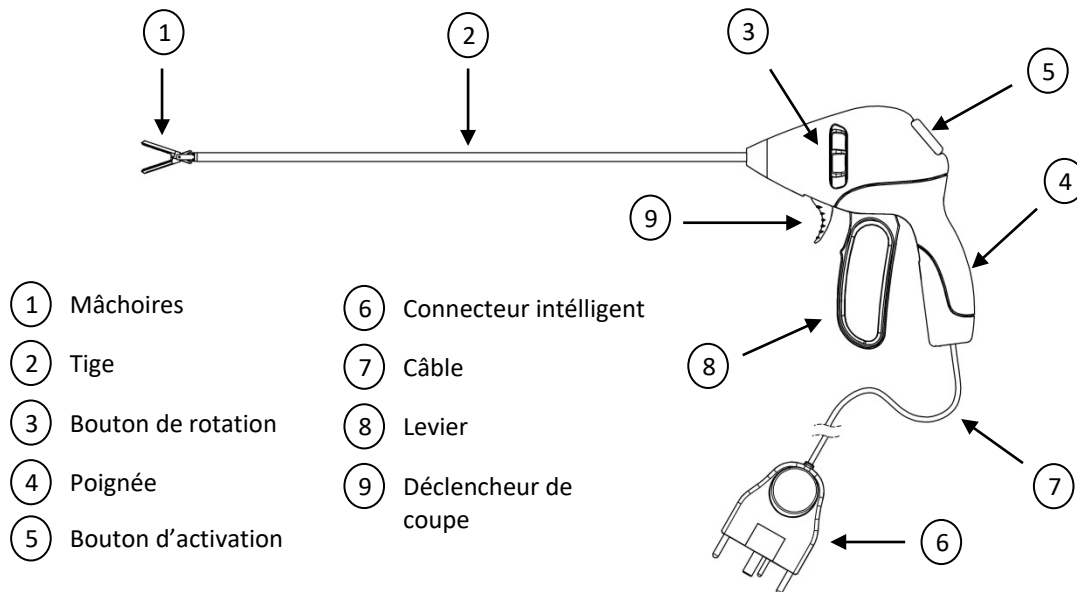 1
2
3
5
4
9
1 Mâchoires
6 Connecteur intélligent
2 Tige
7 Câble
8
3 Bouton de rotation
8 Levier
4 Poignée
9 Déclencheur de
coupe
7
5 Bouton d’activation
6